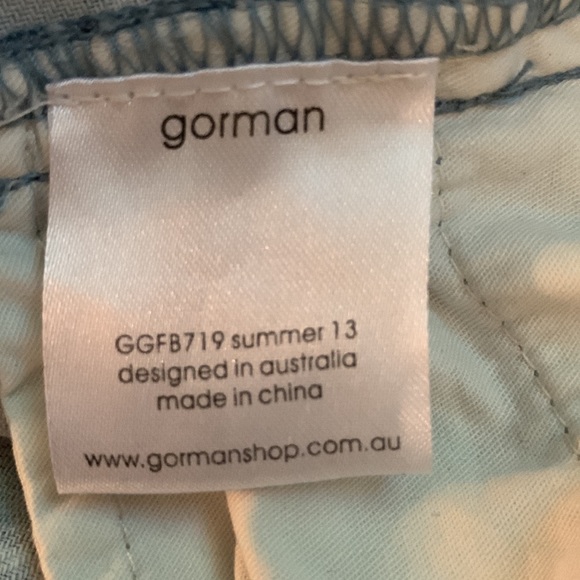 gorman
GGFB719 summer 13
designed in australia
made in china
www.gormanshop.com.au